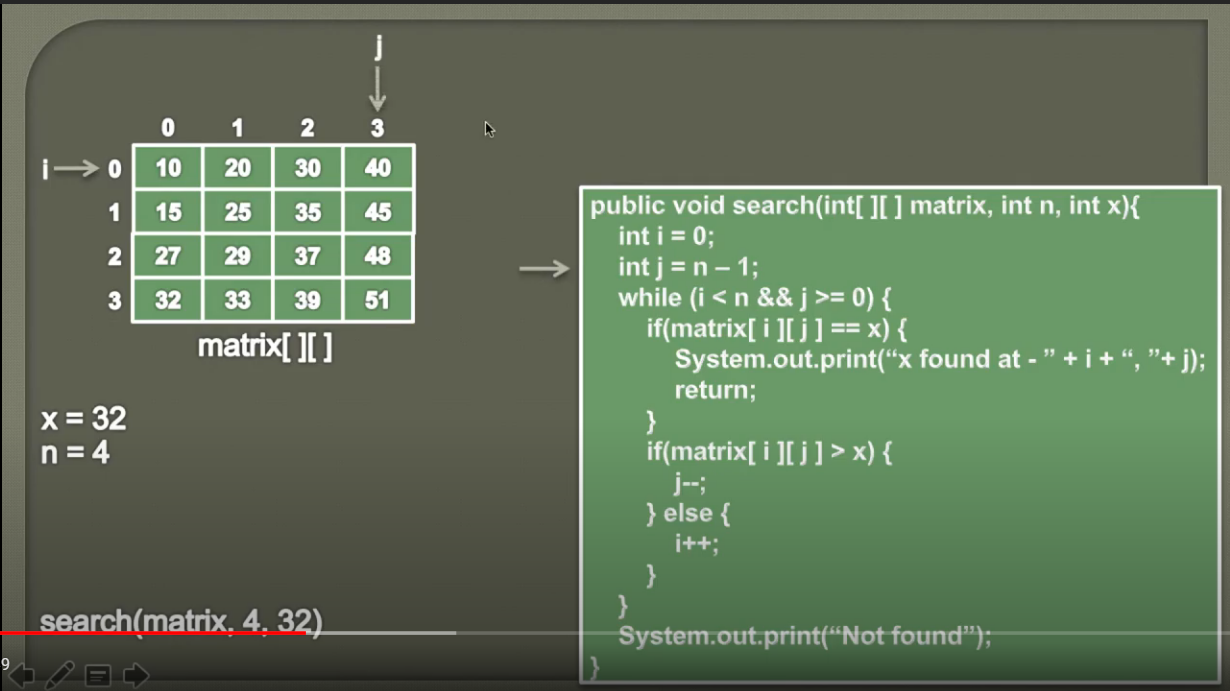 j
0 1 2 3
i 0 10 20 30 40
1 15 25 35 45
2 27 29 37 48
3 32 33 39 51
matrix[ ][ ]
x = 32
n = 4
search(matrix, 4, 32)
public void search(int[ ][ ] matrix, int n, int x){
int i = 0;
int j = n – 1;
while (i < n && j >= 0) {
if(matrix[ i ][ j ] == x) {
System.out.print(“x found at - ” + i + “, ”+ j);
return;
}
if(matrix[ i ][ j ] > x) {
j--;
} else {
i++;
}
}
System.out.print(“Not found”);
}
9